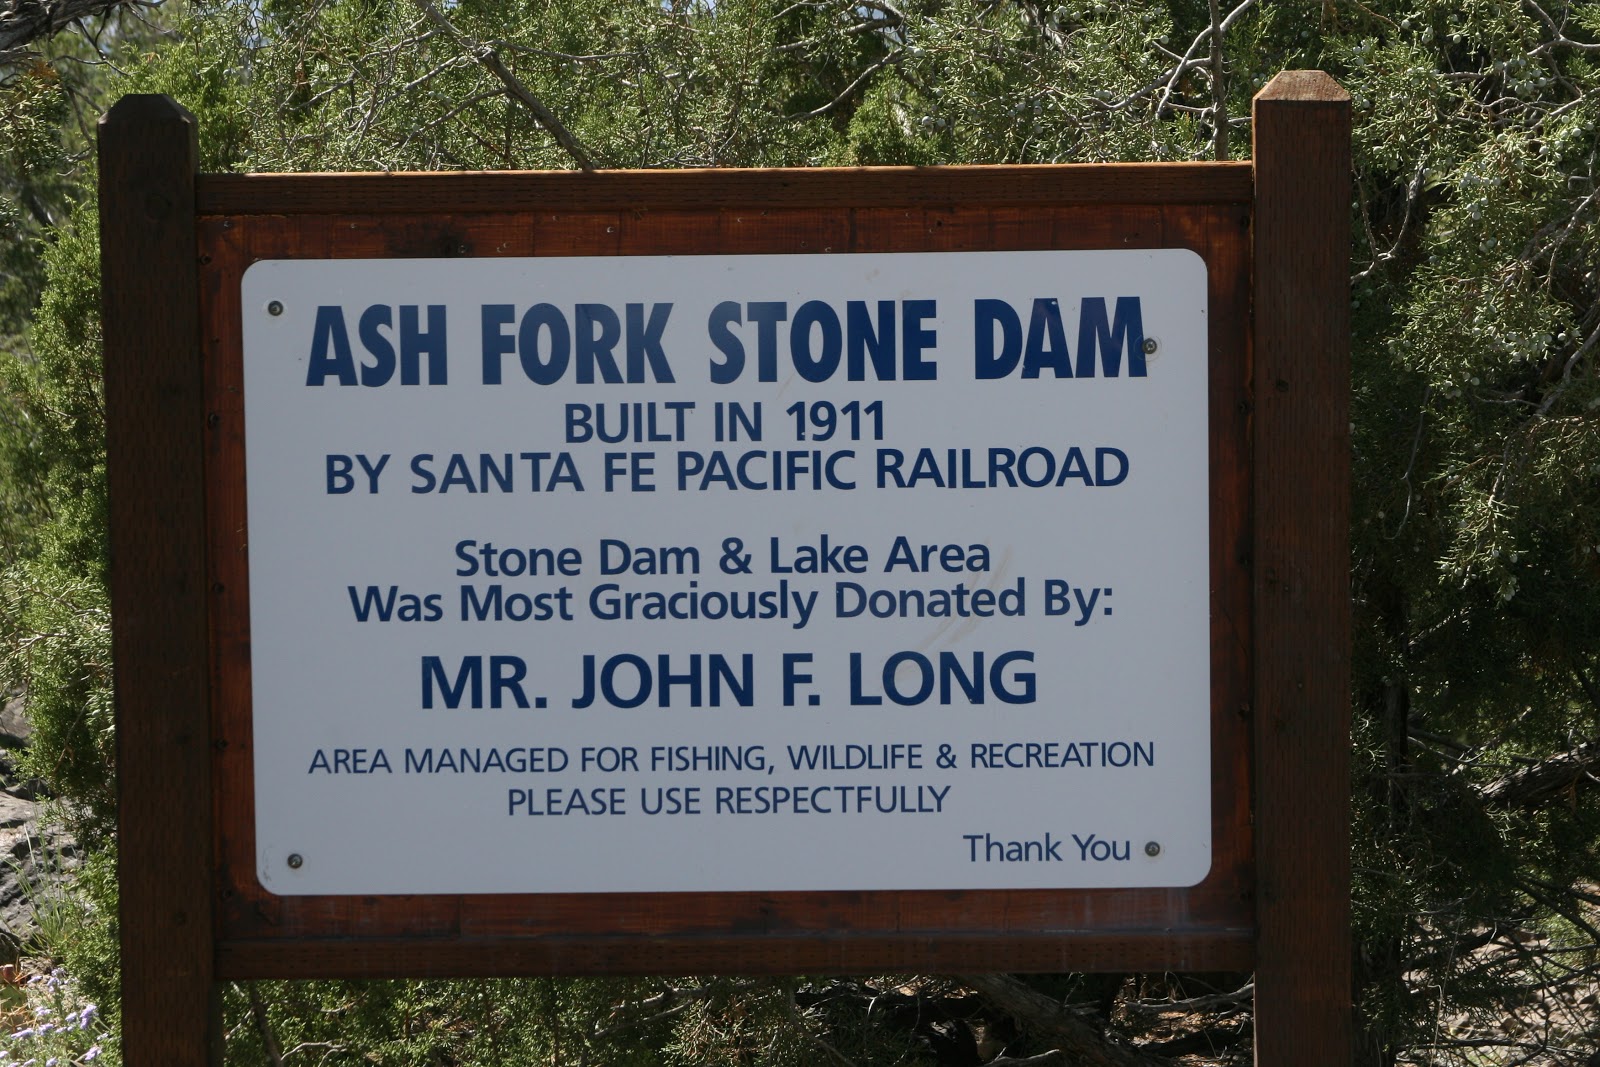 ASH FORK STONE DAM
BUILT IN 1911
BY SANTA FE PACIFIC RAILROAD
Stone Dam & Lake Area
Was Most Graciously Donated By:
MR. JOHN F. LONG
AREA MANAGED FOR FISHING, WILDLIFE & RECREATION
PLEASE USE RESPECTFULLY
Thank You